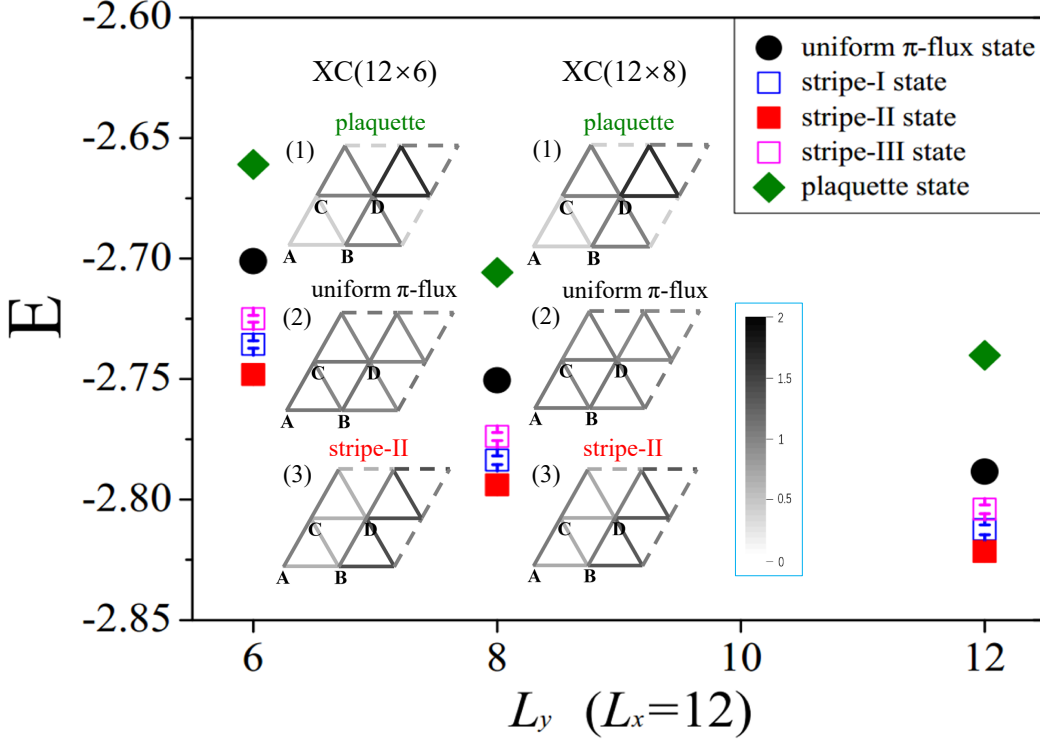 -2.60
-2.65
-2.70
-2.75
-2.80
-2.85
E
6
8
10
12
Ly (Lx=12)
uniform π-flux state
stripe-I state
stripe-II state
stripe-III state
plaquette state
XC(12×6)
plaquette
(1)
C D
A B
uniform π-flux
(2)
C D
A B
stripe-II
(3)
C D
A B
XC(12×8)
plaquette
(1)
C D
A B
uniform π-flux
(2)
C D
A B
stripe-II
(3)
C D
A B
2
1.5
1
0.5
0